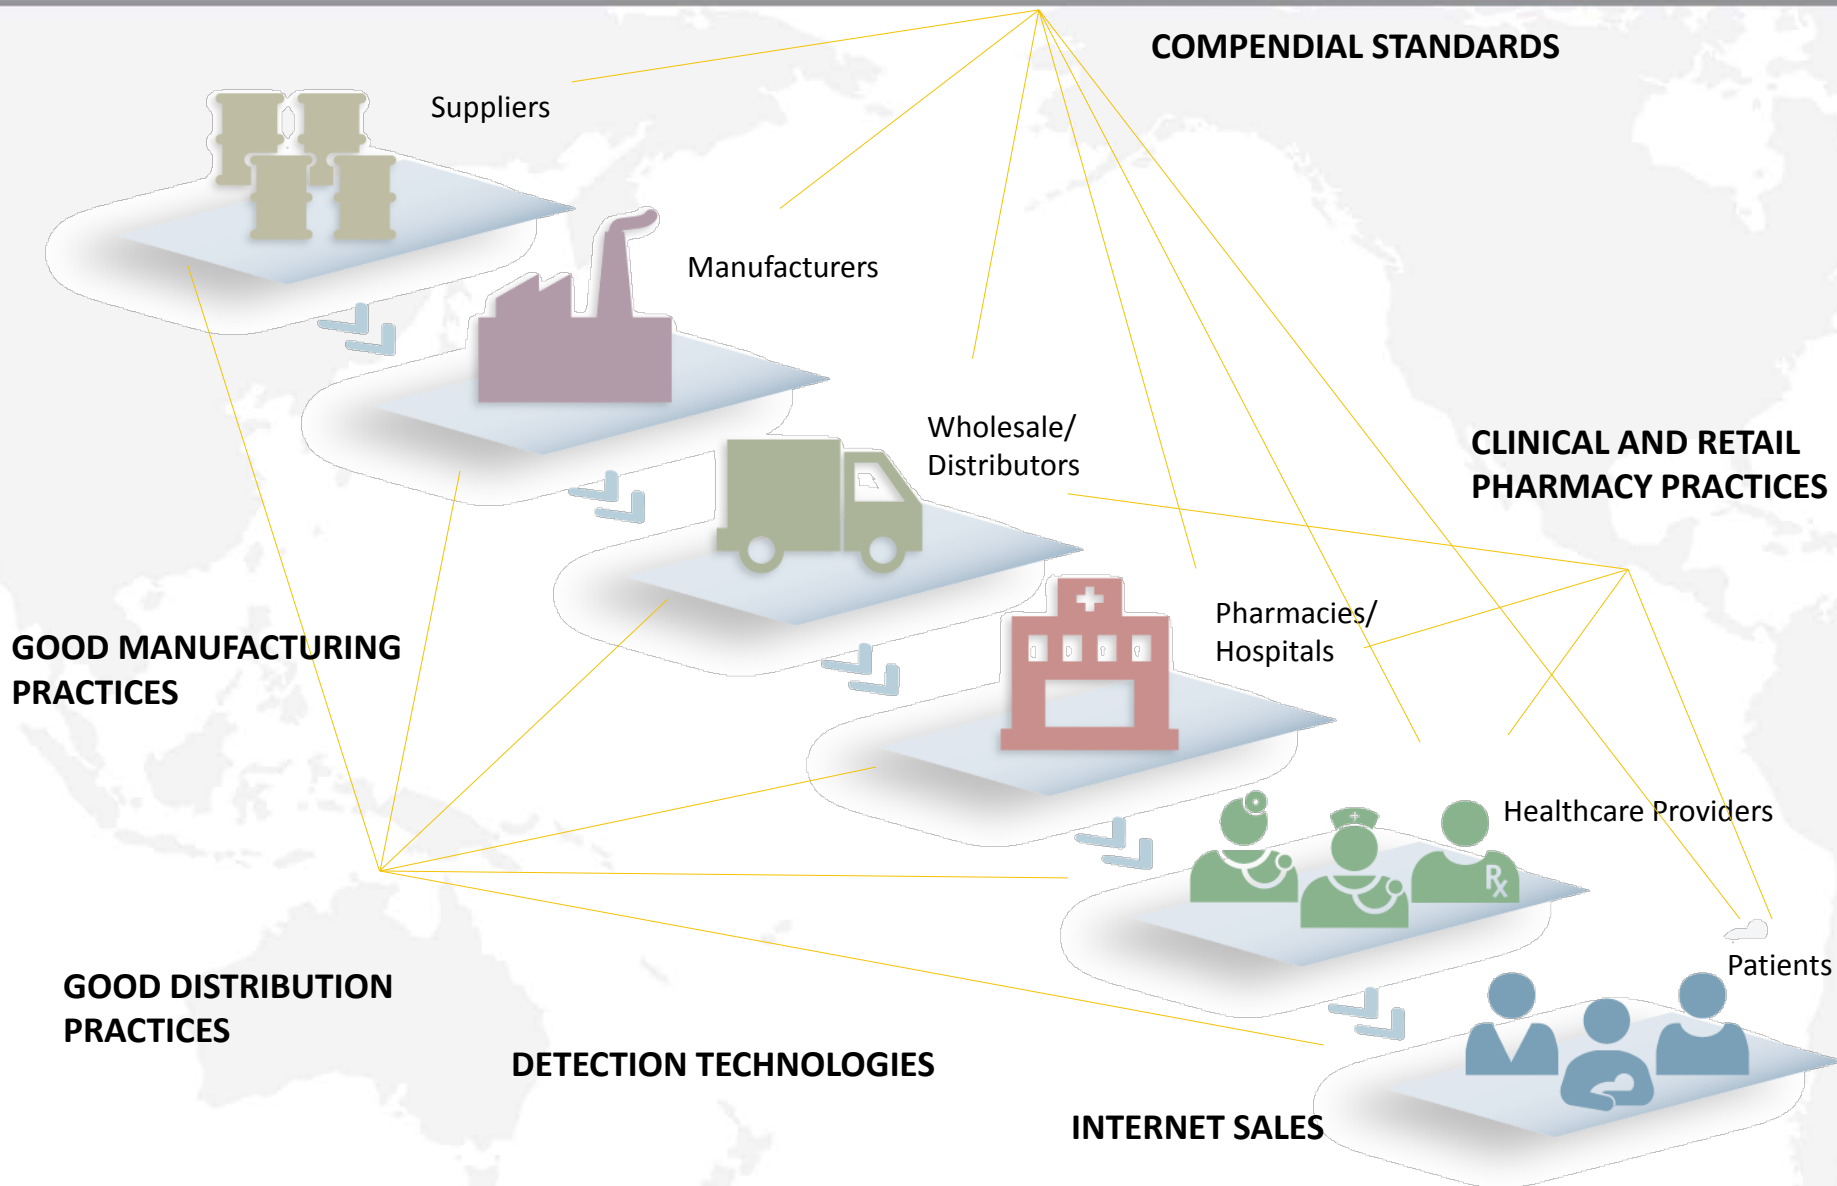 COMPENDIAL STANDARDS
Suppliers
Manufacturers
Wholesale/
Distributors
CLINICAL AND RETAIL
PHARMACY PRACTICES
Pharmacies/
Hospitals
GOOD MANUFACTURING
PRACTICES
Healthcare Providers
Rx
Patients
GOOD DISTRIBUTION
PRACTICES
DETECTION TECHNOLOGIES
INTERNET SALES